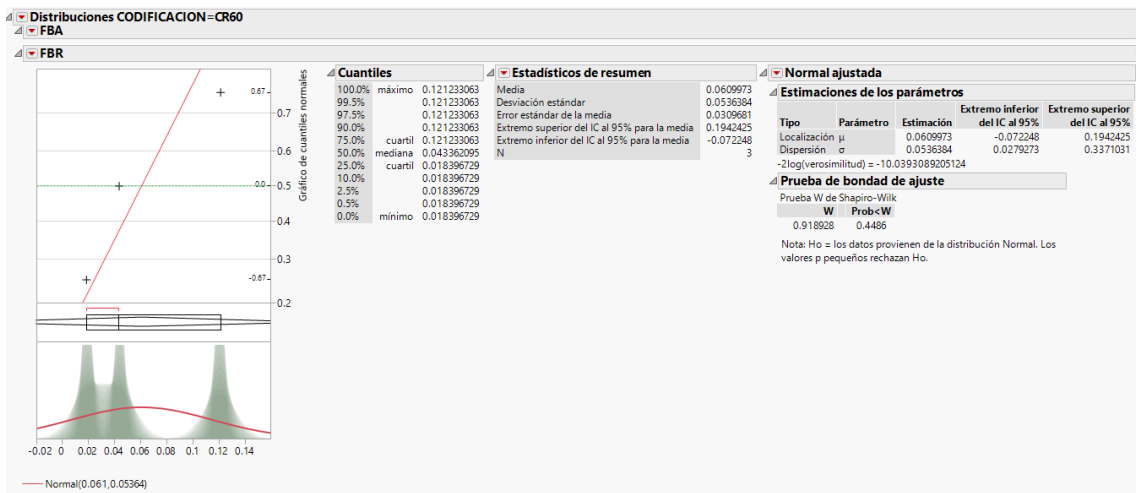 Distribuciones CODIFICACION=CR60
FBA
FBR
0.67
0.0
-0.67
0.7
0.6
0.5
0.4
0.3
0.2
Gráfico de cuantiles normales
-0.02 0 0.02 0.04 0.06 0.08 0.1 0.12 0.14
Normal(0.061,0.05364)
Cuantiles
100.0% máximo 0.121233063
99.5% 0.121233063
97.5% 0.121233063
90.0% 0.121233063
75.0% cuartil 0.121233063
50.0% mediana 0.043362095
25.0% cuartil 0.018396729
10.0% 0.018396729
2.5% 0.018396729
0.5% 0.018396729
0.0% mínimo 0.018396729
Estadísticos de resumen
Media 0.0609973
Desviación estándar 0.0536384
Error estándar de la media 0.0309681
Extremo superior del IC al 95% para la media 0.1942425
Extremo inferior del IC al 95% para la media -0.072248
N 3
Normal ajustada
Estimaciones de los parámetros
Extremo inferior Extremo superior
Tipo Parámetro Estimación del IC al 95% del IC al 95%
Localización μ 0.0609973 -0.072248 0.1942425
Dispersión σ 0.0536384 0.0279273 0.3371031
-2log(verosimilitud) = -10.0393089205124
Prueba de bondad de ajuste
Prueba W de Shapiro-Wilk
W Prob<W
0.918928 0.4486
Nota: Ho = los datos provienen de la distribución Normal. Los
valores p pequeños rechazan Ho.